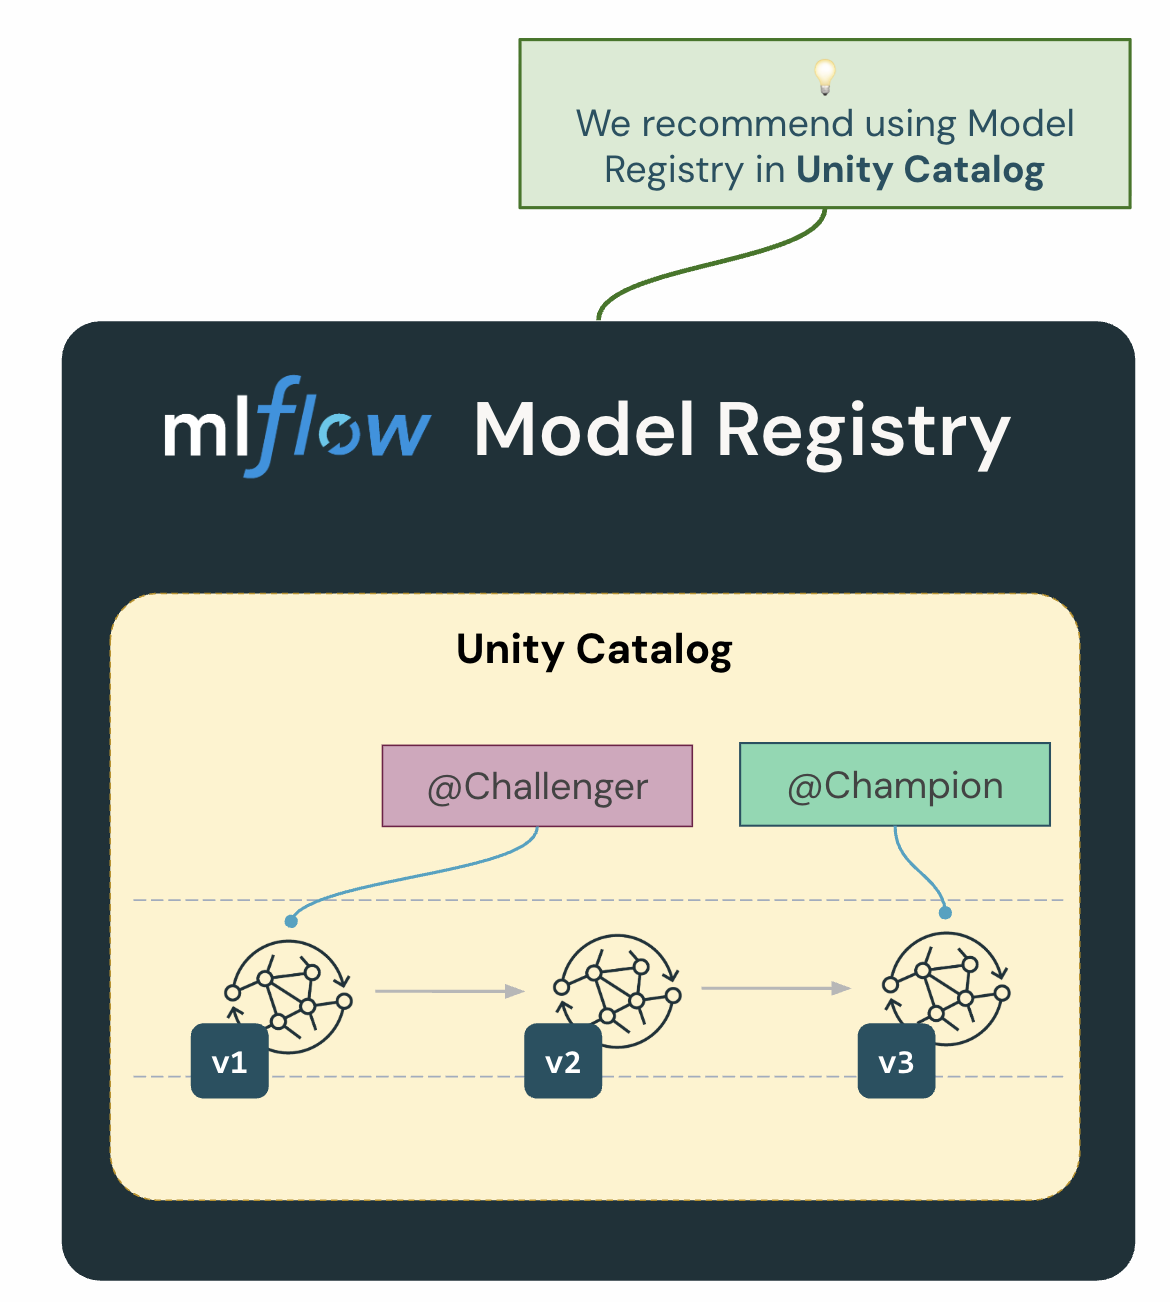 We recommend using Model
Registry in Unity Catalog
mlflow Model Registry
Unity Catalog
@Challenger
@Champion
v1
v2
v3